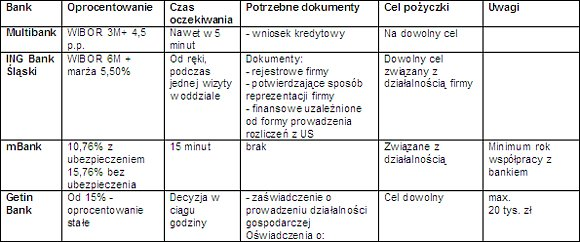 Bank Oprocentowanie Czas oczekiwania Potrzebne dokumenty Cel pożyczki Uwagi
Multibank
WIBOR 3M+ 4,5
p.p.
Nawet w 5
minut
- wniosek kredytowy
Na dowolny cel
ING Bank
Śląski
WIBOR 6M +
marża 5,50%
Od ręki,
podczas
jednej wizyty
w oddziale
Dokumenty:
- rejestrowe firmy
- potwierdzające sposób
reprezentacji firmy
- finansowe uzależnione
od formy prowadzenia
rozliczeń z US
Dowolny cel
związany z
działalnością firmy
mBank
10,76% z
ubezpieczeniem
15,76% bez
ubezpieczenia
15 minut
brak
Związane z
działalnością
Minimum rok
współpracy z
bankiem
Getin
Bank
Od 15% -
oprocentowanie
stałe
Decyzja w
ciągu
godziny
- zaświadczenie o
prowadzeniu działalności
gospodarczej
Oświadczenia o:
Cel dowolny
max.
20 tys. zł